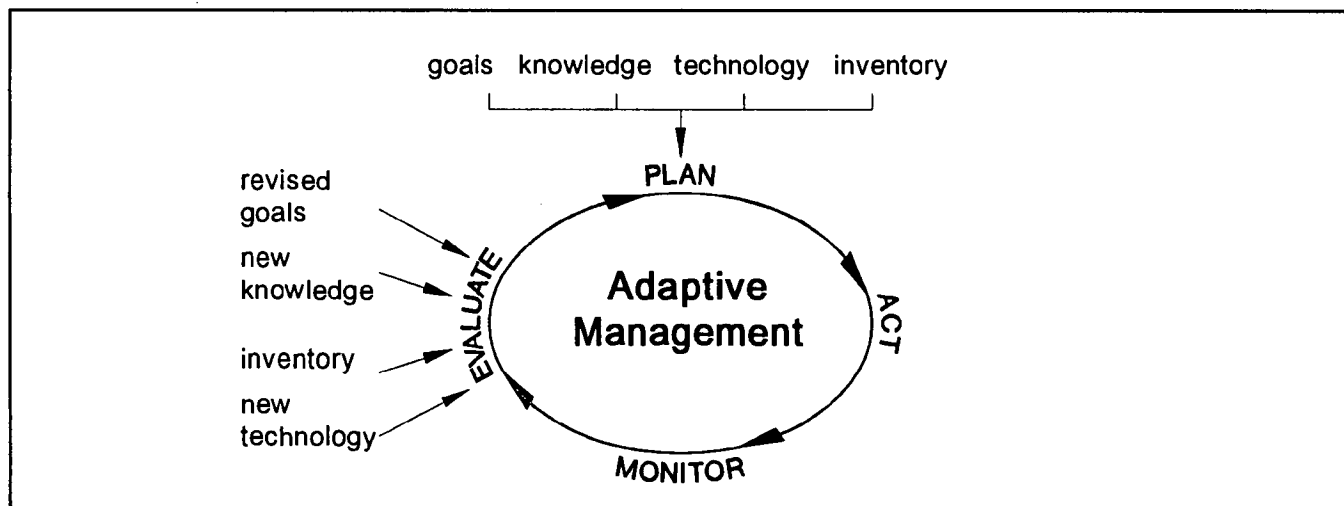 goals knowledge technology inventory
PLAN
revised
goals
new
knowledge
inventory
new
technology
EVALUATE
Adaptive
Management
ACT
MONITOR